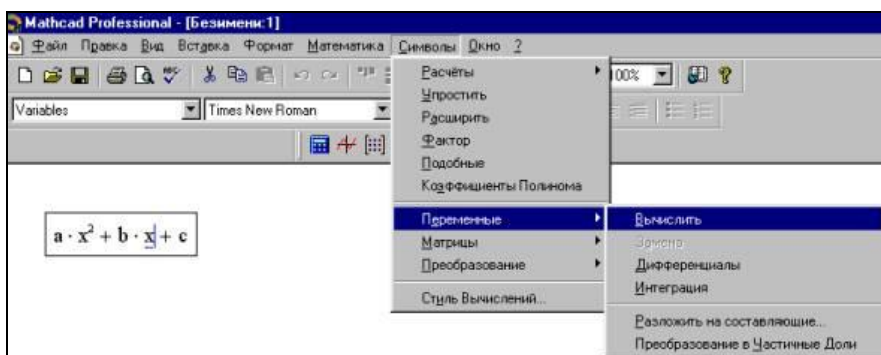 Mathcad Professional - [Безимени:1]
Файл Правка Вид Вставка Формат Математика Символы Окно ?
100%
Variables Times New Roman
Расчёты
Упростить
Расширить
Фактор
Подобные
Коэффициенты Полинома
Переменные
Матрицы
Преобразование
Стиль Вычислений...
Вычислить
Замена
Дифференциалы
Интеграция
Разложить на составляющие...
Преобразование в Частичные Доли
a · x² + b · x + c